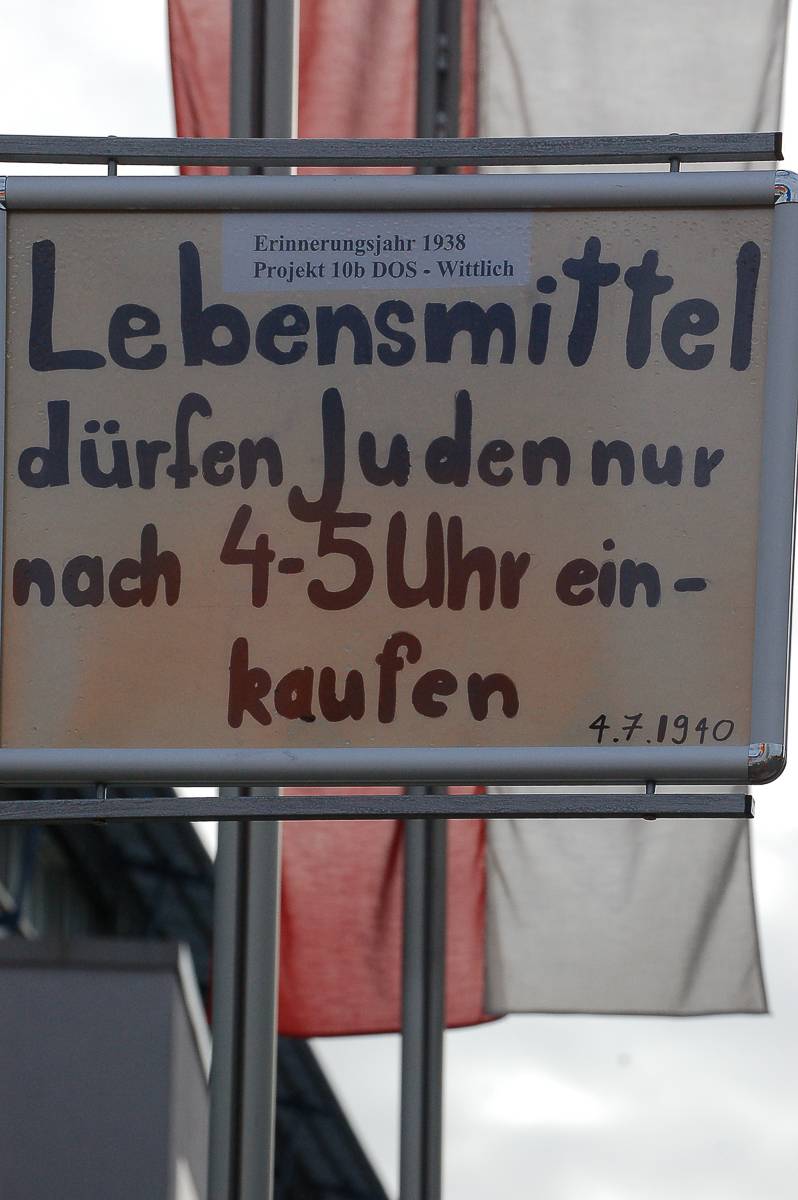 Erinnerungsjahr 1938
Projekt 10b DOS - Wittlich
Lebensmittel
dürfen Juden nur
nach 4-5 Uhr ein-
kaufen
4.7.1940